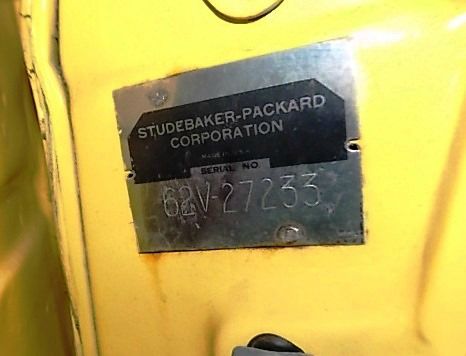 STUDEBAKER-PACKARD
CORPORATION
MADE IN U.S.A.
SERIAL NO.
62V-27233